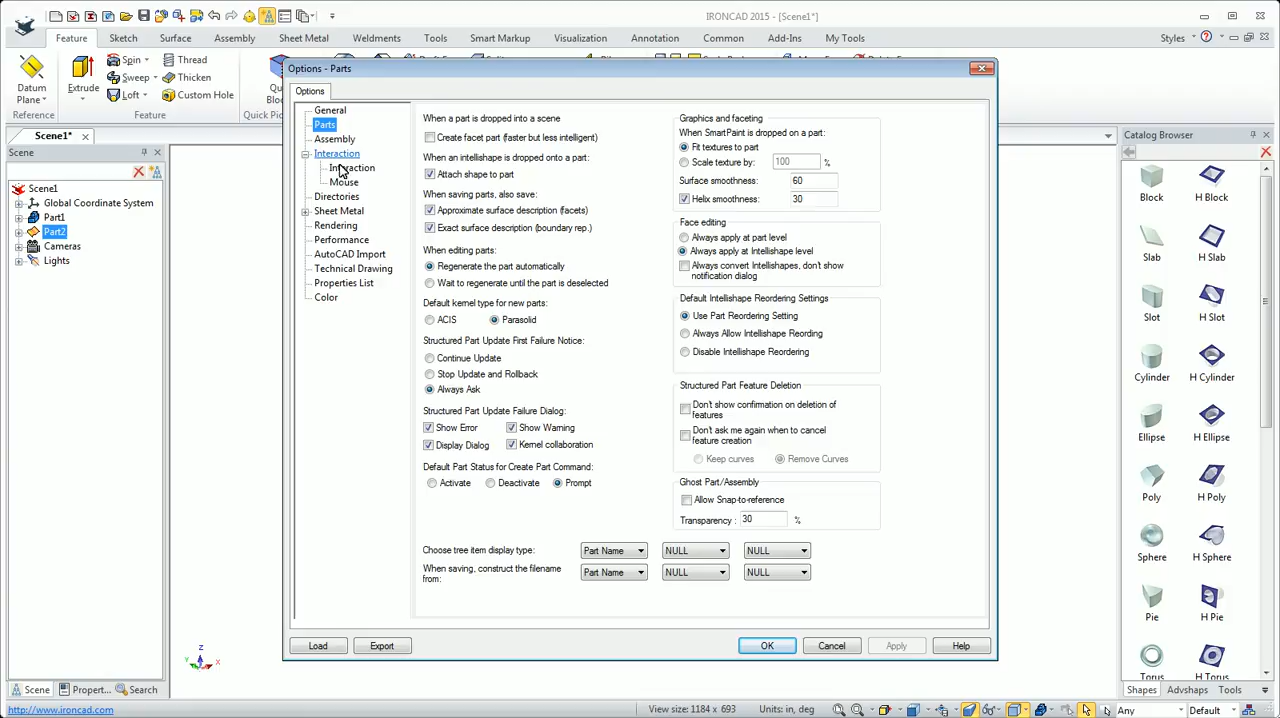 IRONCAD 2015 - [Scene1*]
Feature Sketch Surface Assembly Sheet Metal Weldments Tools Smart Markup Visualization Annotation Common Add-Ins My Tools Styles
Datum Plane Extrude Spin Sweep Loft Thread Thicken Custom Hole
Reference Feature Quick Pic
Scene1*
Scene
Scene1
Global Coordinate System
Part1
Part2
Cameras
Lights
Options - Parts
Options
General
Parts
Assembly
Interaction
Interaction
Mouse
Directories
Sheet Metal
Rendering
Performance
AutoCAD Import
Technical Drawing
Properties List
Color
When a part is dropped into a scene
Create facet part (faster but less intelligent)
When an intellishape is dropped onto a part:
Attach shape to part
When saving parts, also save:
Approximate surface description (facets)
Exact surface description (boundary rep.)
When editing parts:
Regenerate the part automatically
Wait to regenerate until the part is deselected
Default kernel type for new parts:
ACIS Parasolid
Structured Part Update First Failure Notice:
Continue Update
Stop Update and Rollback
Always Ask
Structured Part Update Failure Dialog:
Show Error Show Warning
Display Dialog Kernel collaboration
Default Part Status for Create Part Command:
Activate Deactivate Prompt
Graphics and faceting
When SmartPaint is dropped on a part:
Fit textures to part
Scale texture by: 100 %
Surface smoothness: 60
Helix smoothness: 30
Face editing
Always apply at part level
Always apply at Intellishape level
Always convert Intellishapes, don't show
notification dialog
Default Intellishape Reordering Settings
Use Part Reordering Setting
Always Allow Intellishape Reording
Disable Intellishape Reordering
Structured Part Feature Deletion
Don't show confirmation on deletion of
features
Don't ask me again when to cancel
feature creation
Keep curves Remove Curves
Ghost Part/Assembly
Allow Snap-to-reference
Transparency : 30 %
Choose tree item display type: Part Name NULL NULL
When saving, construct the filename
from: Part Name NULL NULL
Load Export OK Cancel Apply Help
Catalog Browser
Block H Block
Slab H Slab
Slot H Slot
Cylinder H Cylinder
Ellipse H Ellipse
Poly H Poly
Sphere H Sphere
Pie H Pie
Torus H Torus
Z
Y X
Scene Propert... Search
Shapes Advshaps Tools
http://www.ironcad.com View size: 1184 x 693 Units: in, deg Any Default